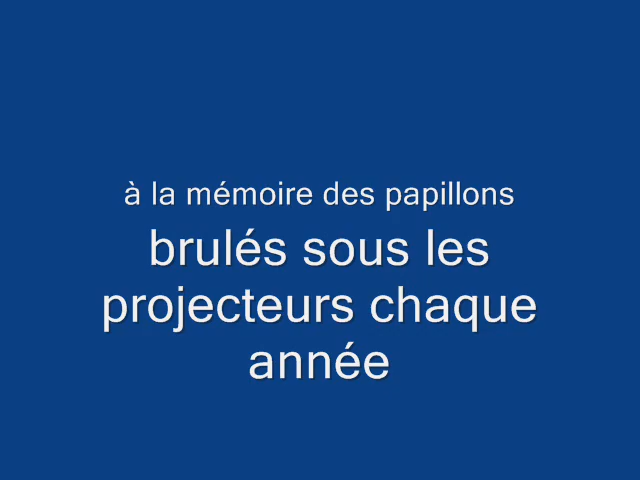 à la mémoire des papillons
brulés sous les
projecteurs chaque
année